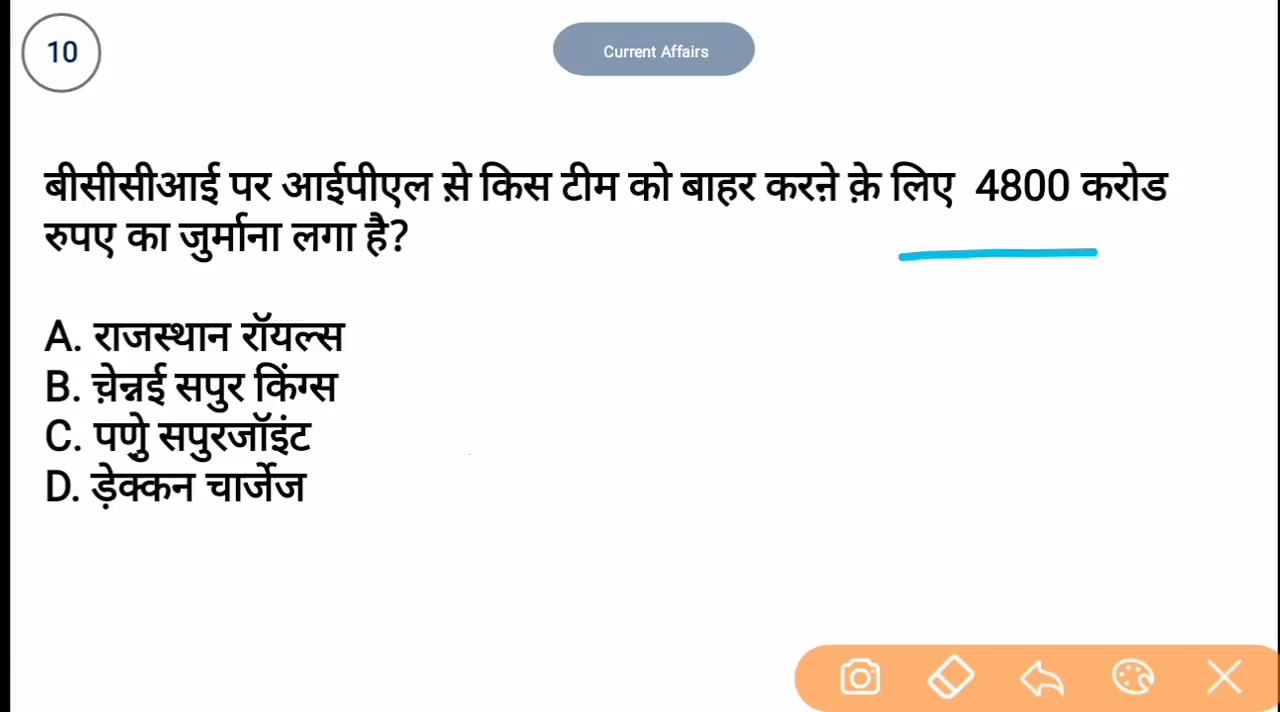 10
Current Affairs
बीसीसीआई पर आईपीएल स़े किस टीम को बाहर करऩे क़े लिए 4800 करोड
रुपए का जुर्माना लगा है?
A. राजस्थान रॉयल्स
B. च़ेन्नई सपुर किंग्स
C. पण़ुे सपुरजॉइंट
D. ड़ेक्कन चार्जेज